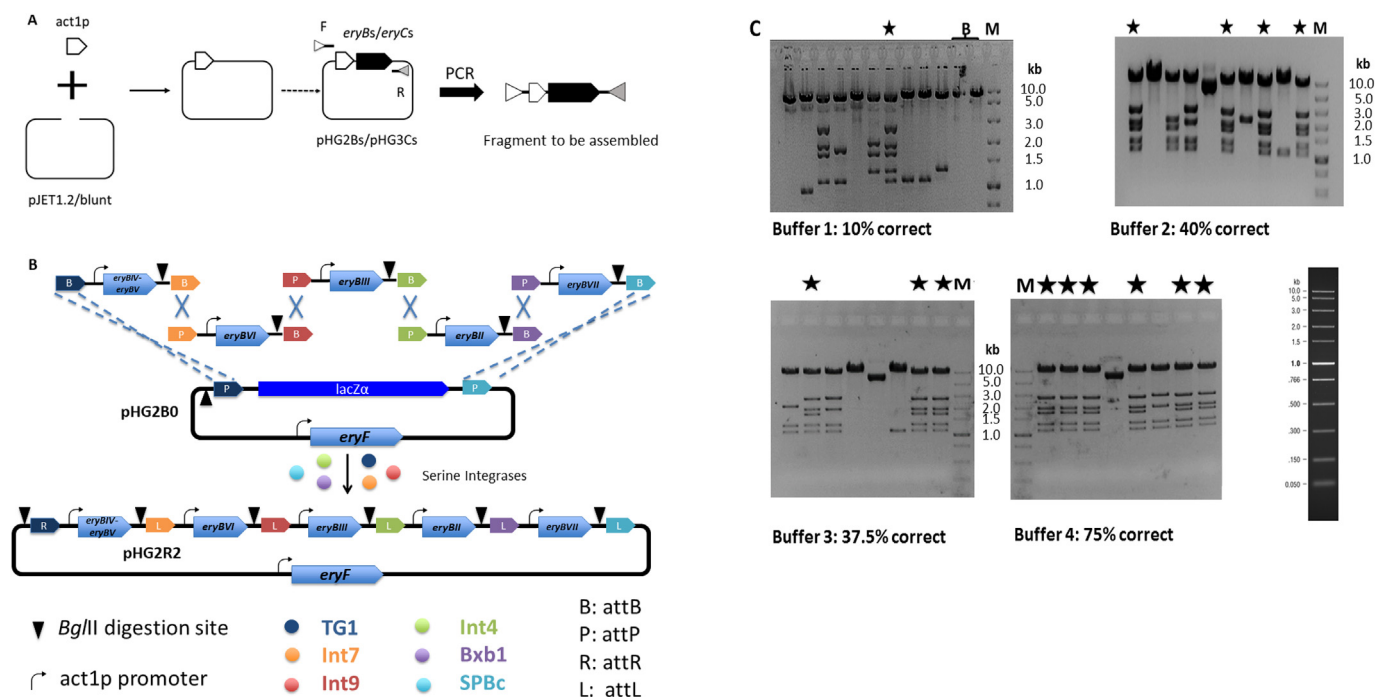 A
act1p
F
eryBs/eryCs
R
PCR
pJET1.2/blunt
pHG2Bs/pHG3Cs
Fragment to be assembled
B
B
eryBIV-
eryBV
B
P
eryBIII
B
P
eryBVII
B
P
eryBVI
B
P
eryBII
B
P
lacZα
P
pHG2B0
eryF
Serine Integrases
R
eryBIV-
eryBV
L
eryBVI
L
eryBIII
L
eryBII
L
eryBVII
L
pHG2R2
eryF
BglII digestion site
act1p promoter
TG1
Int7
Int9
Int4
Bxb1
SPBc
B: attB
P: attP
R: attR
L: attL
C
B M
kb
10.0
5.0
3.0
2.0
1.5
1.0
Buffer 1: 10% correct
M
kb
10.0
5.0
3.0
2.0
1.5
1.0
Buffer 2: 40% correct
M
kb
10.0
5.0
3.0
2.0
1.5
1.0
Buffer 3: 37.5% correct
M
Buffer 4: 75% correct
M
kb
10.0
5.0
3.0
2.0
1.5
1.0
.766
.500
.300
.150
0.050